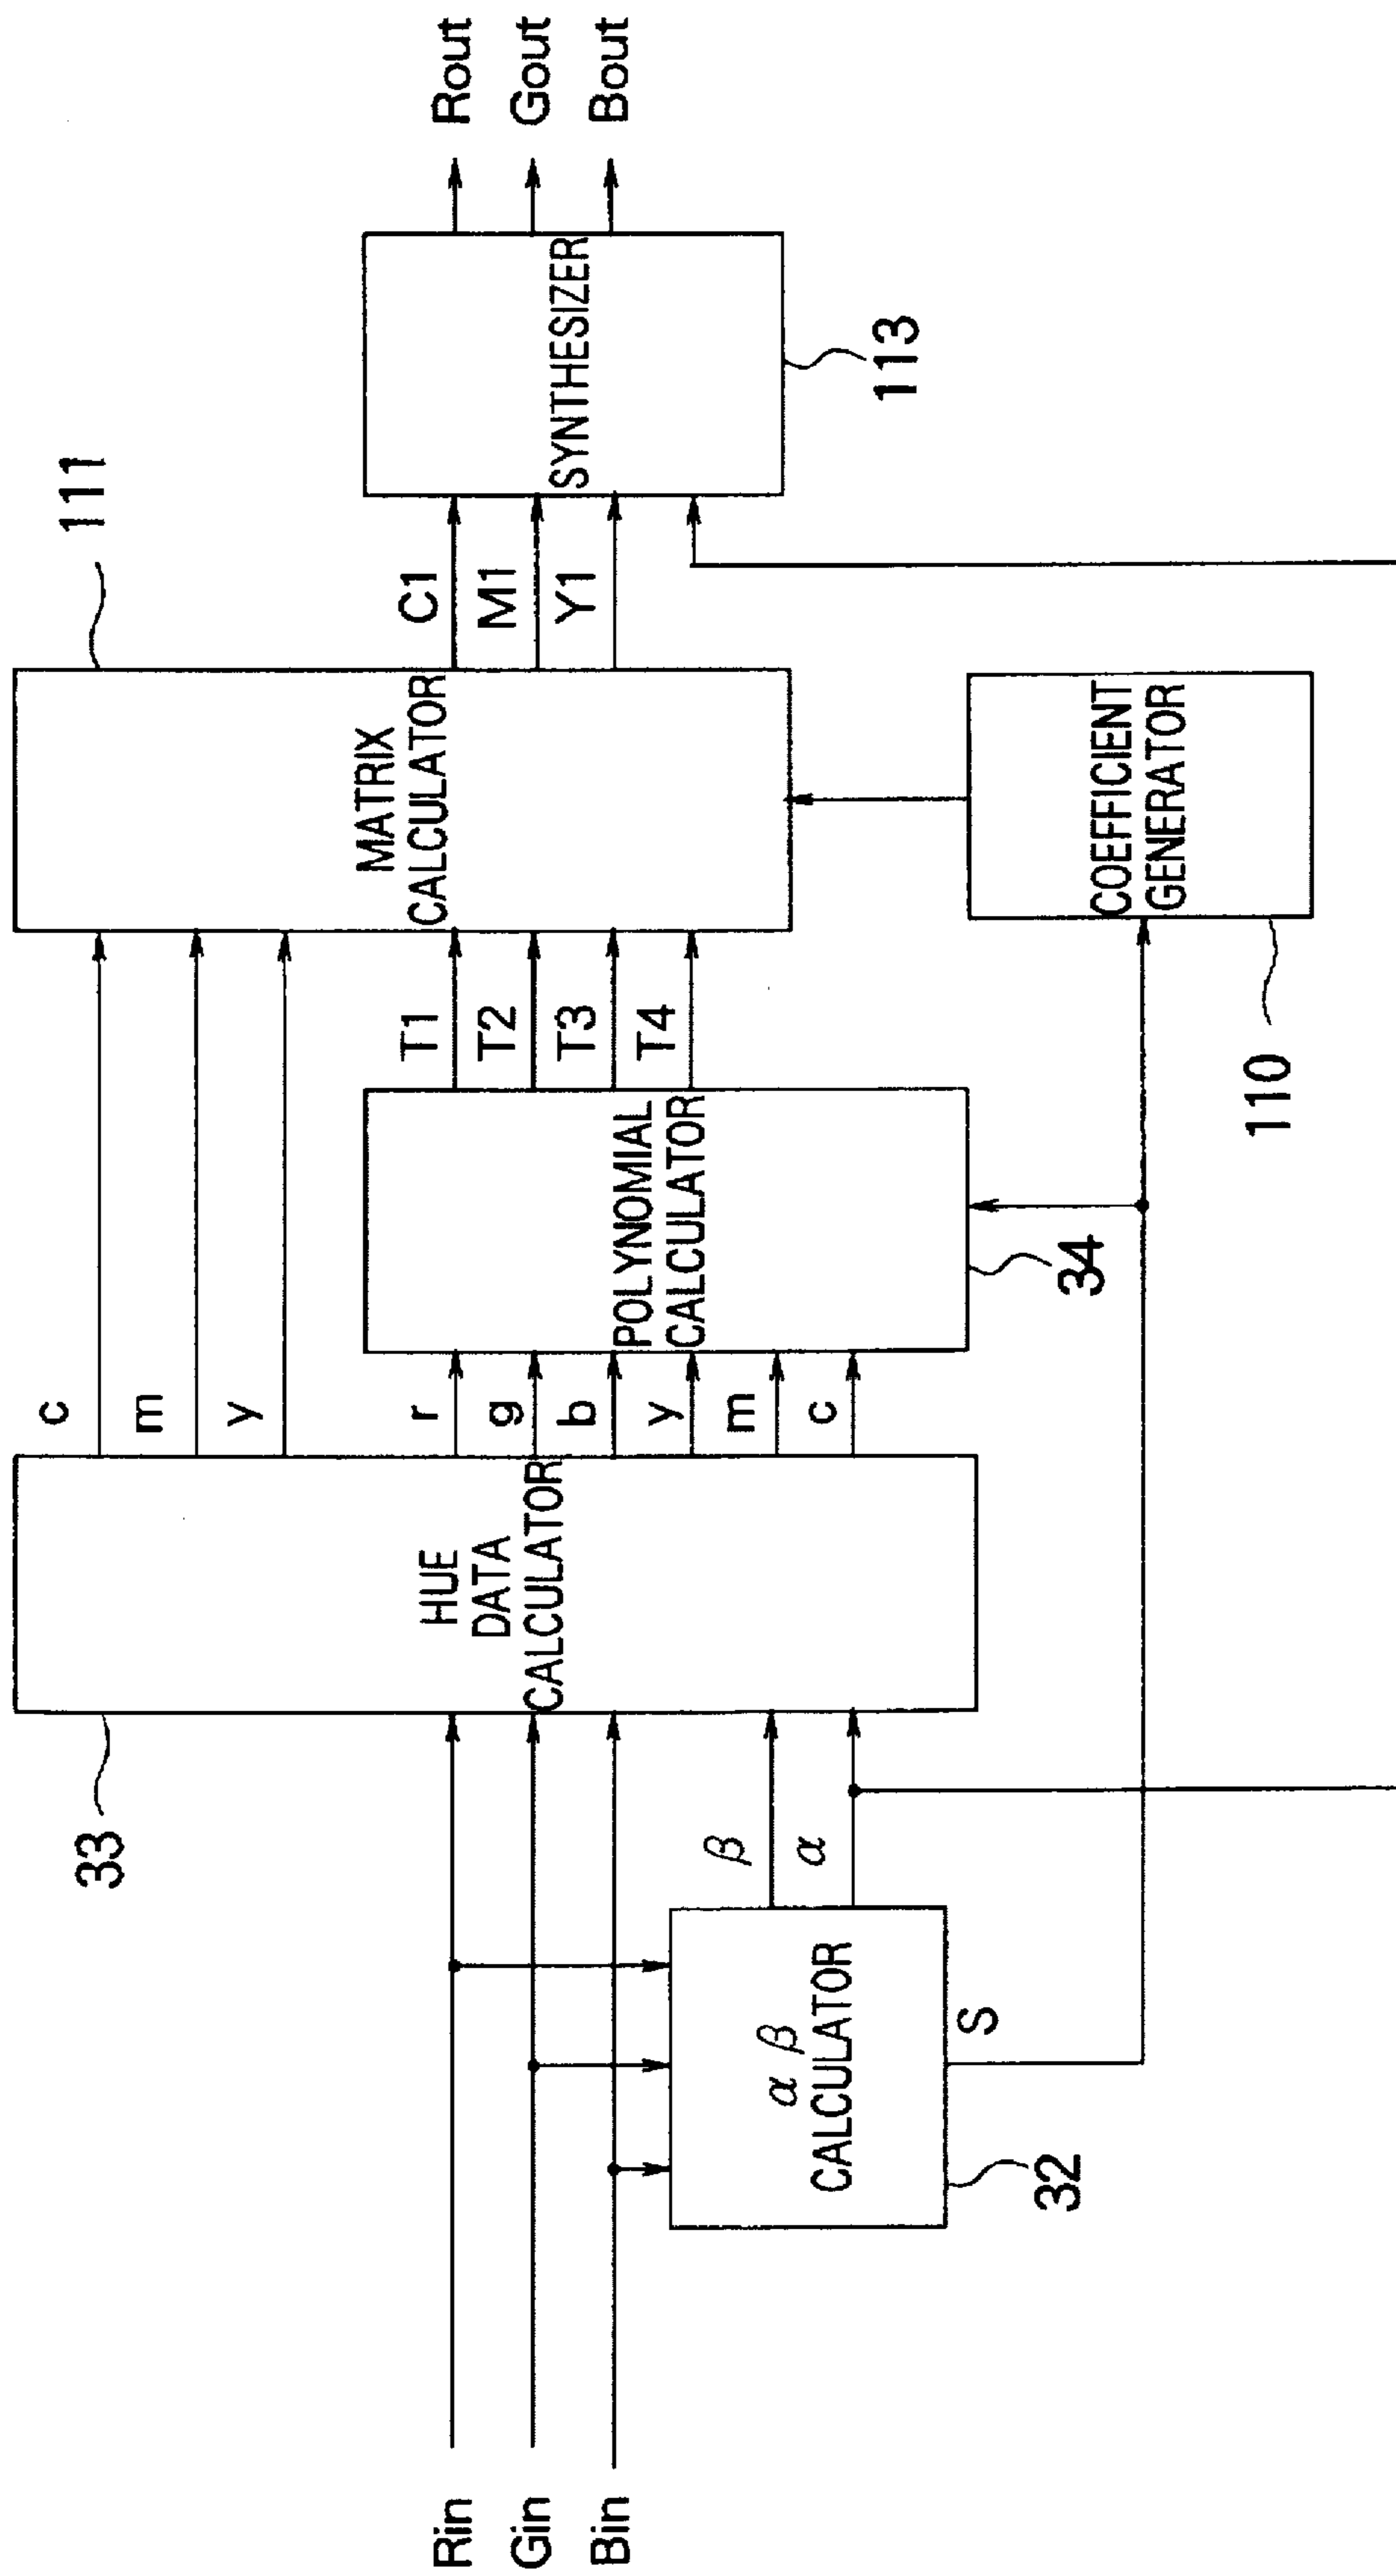 Rin
Gin
Bin
α β
CALCULATOR
32
S
β
α
33
HUE
DATA
CALCULATOR
c
m
y
r
g
b
y
m
c
POLYNOMIAL
CALCULATOR
34
T1
T2
T3
T4
MATRIX
CALCULATOR
111
COEFFICIENT
GENERATOR
110
C1
M1
Y1
SYNTHESIZER
113
Rout
Gout
Bout